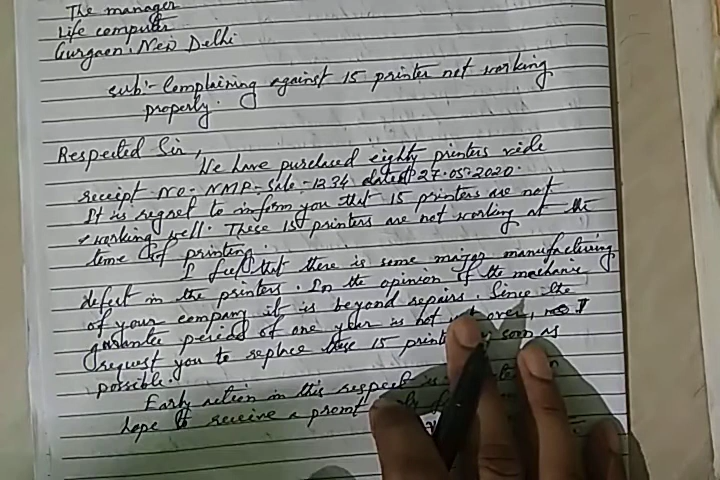 The manager
Life computer
Gurgaon, New Delhi
sub:- Complaining against 15 printer not working
properly.
Respected Sir,
We have purchased eighty printers vide
receipt NO - NMP - Sale - 1234 dated 27.05.2020.
It is regret to inform you that 15 printers are not
working well. These 15 printers are not working at the
time of printing.
I feel that there is some major manufacturing
defect in the printers. In the opinion of the mechanic
of your company it is beyond repairs. Since the
garantee period of one year is not yet over, I
request you to replace these 15 soon as
possible.
Early action in this respect is
hope to receive a promt